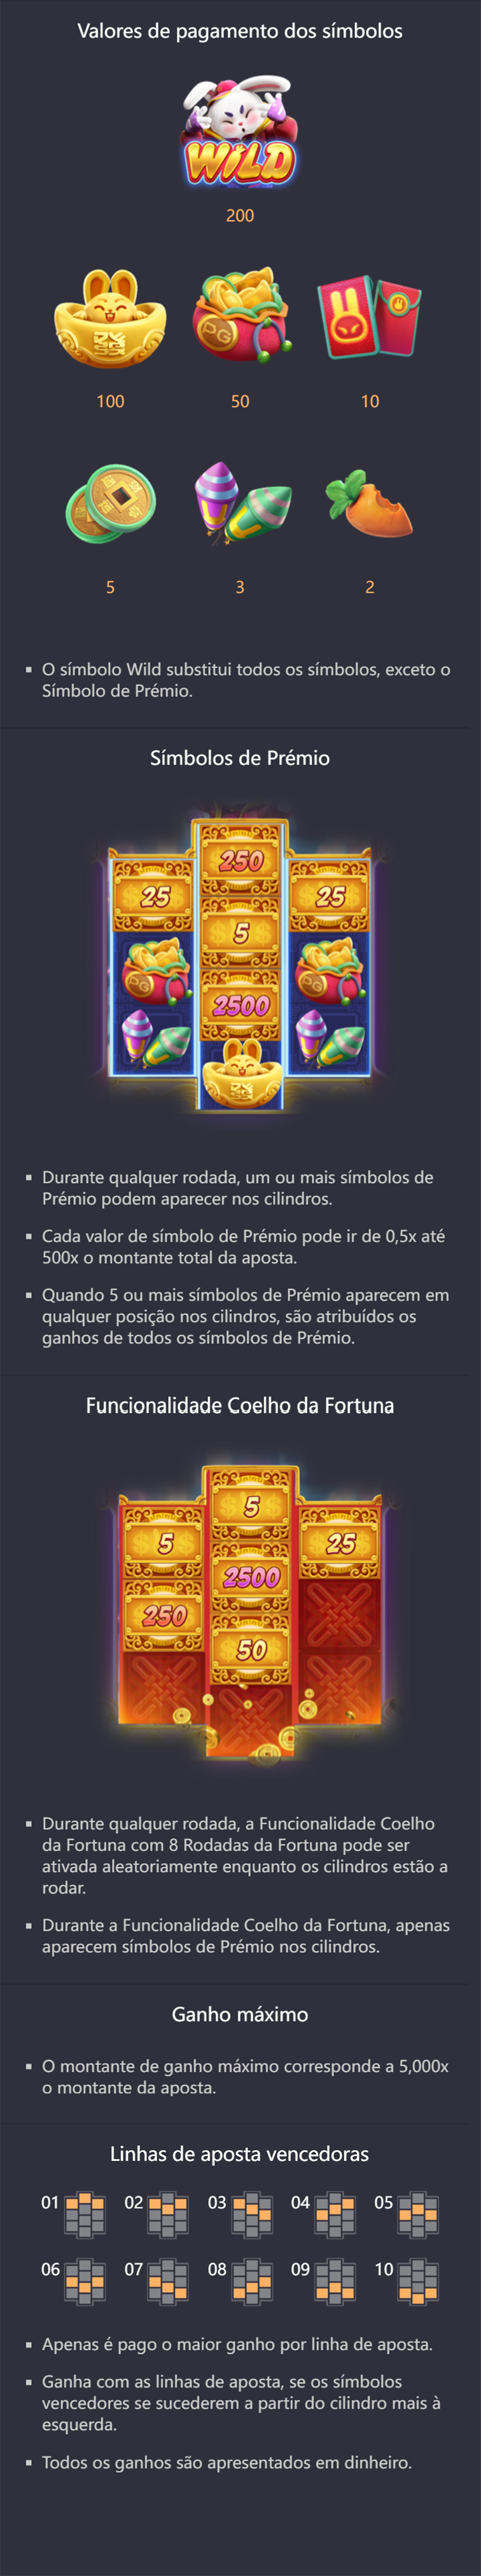 Valores de pagamento dos símbolos
WILD
200
PG
100 50 10
5 3 2
▪ O símbolo Wild substitui todos os símbolos, exceto o
Símbolo de Prémio.
Símbolos de Prémio
250
25 25
5
PG PG
2500
▪ Durante qualquer rodada, um ou mais símbolos de
Prémio podem aparecer nos cilindros.
▪ Cada valor de símbolo de Prémio pode ir de 0,5x até
500x o montante total da aposta.
▪ Quando 5 ou mais símbolos de Prémio aparecem em
qualquer posição nos cilindros, são atribuídos os
ganhos de todos os símbolos de Prémio.
Funcionalidade Coelho da Fortuna
5
5 25
2500
250
50
▪ Durante qualquer rodada, a Funcionalidade Coelho
da Fortuna com 8 Rodadas da Fortuna pode ser
ativada aleatoriamente enquanto os cilindros estão a
rodar.
▪ Durante a Funcionalidade Coelho da Fortuna, apenas
aparecem símbolos de Prémio nos cilindros.
Ganho máximo
▪ O montante de ganho máximo corresponde a 5,000x
o montante da aposta.
Linhas de aposta vencedoras
01 02 03 04 05
06 07 08 09 10
▪ Apenas é pago o maior ganho por linha de aposta.
▪ Ganha com as linhas de aposta, se os símbolos
vencedores se sucederem a partir do cilindro mais à
esquerda.
▪ Todos os ganhos são apresentados em dinheiro.